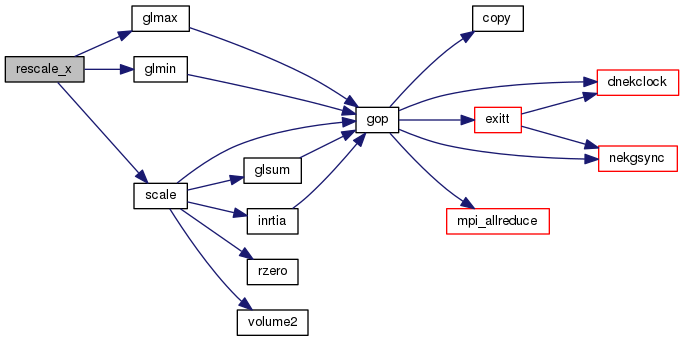 glmax
copy
rescale_x
glmin
dnekclock
gop
exitt
glsum
nekgsync
scale
inrtia
mpi_allreduce
rzero
volume2